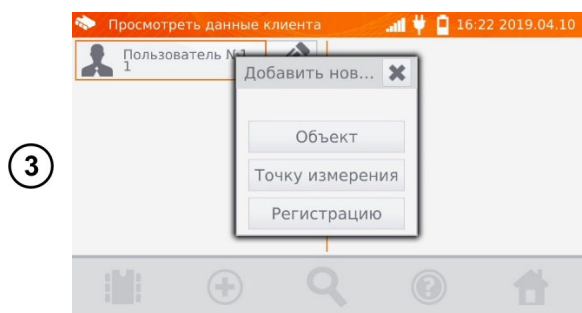 Просмотреть данные клиента 16:22 2019.04.10
Пользователь №1
1
Добавить нов...
Объект
3
Точку измерения
Регистрацию